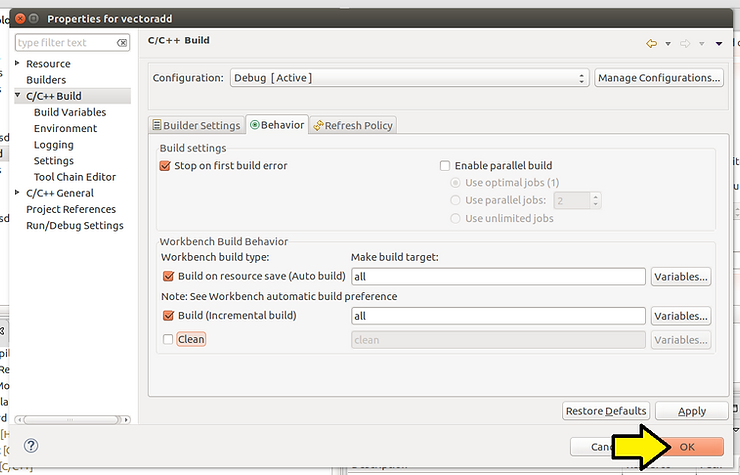 Properties for vectoradd
type filter text
Resource
Builders
C/C++ Build
Build Variables
Environment
Logging
Settings
Tool Chain Editor
C/C++ General
Project References
Run/Debug Settings
C/C++ Build
Configuration: Debug [ Active ] Manage Configurations...
Builder Settings Behavior Refresh Policy
Build settings
Stop on first build error Enable parallel build
Use optimal jobs (1)
Use parallel jobs: 2
Use unlimited jobs
Workbench Build Behavior
Workbench build type: Make build target:
Build on resource save (Auto build) all Variables...
Note: See Workbench automatic build preference
Build (Incremental build) all Variables...
Clean clean Variables...
Restore Defaults Apply
Canc OK
[C/C++]